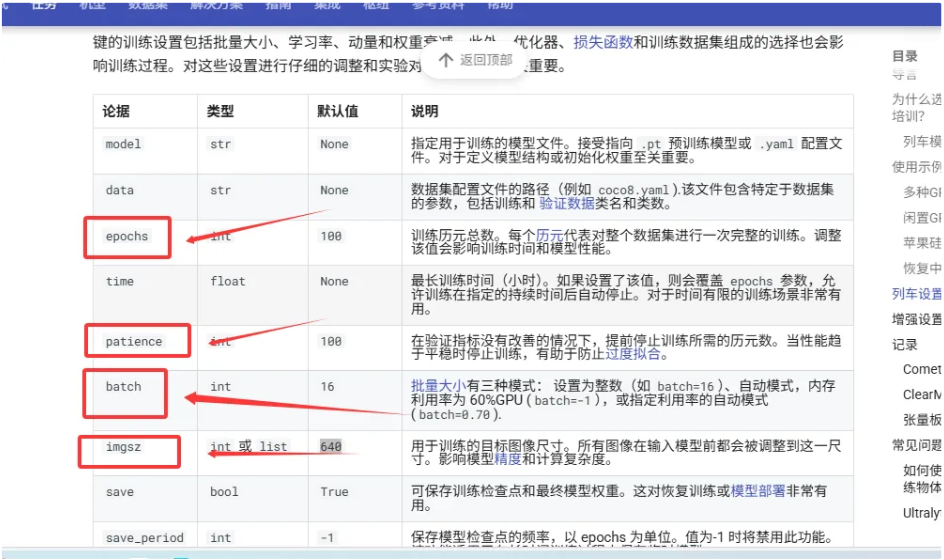 任务 机型 数据集 解决方案 指南 集成 枢纽 参考资料 帮助
键的训练设置包括批量大小、学习率、动量和权重衰减。此外，优化器、损失函数和训练数据集组成的选择也会影
响训练过程。对这些设置进行仔细的调整和实验对
重要。
返回顶部
论据 类型 默认值 说明
model str None 指定用于训练的模型文件。接受指向 .pt 预训练模型或 .yaml 配置文
件。对于定义模型结构或初始化权重至关重要。
data str None 数据集配置文件的路径（例如 coco8.yaml).该文件包含特定于数据集
的参数，包括训练和 验证数据类名和类数。
epochs int 100 训练历元总数。每个历元代表对整个数据集进行一次完整的训练。调整
该值会影响训练时间和模型性能。
time float None 最长训练时间（小时）。如果设置了该值，则会覆盖 epochs 参数，允
许训练在指定的持续时间后自动停止。对于时间有限的训练场景非常有
用。
patience int 100 在验证指标没有改善的情况下，提前停止训练所需的历元数。当性能趋
于平稳时停止训练，有助于防止过度拟合。
batch int 16 批量大小有三种模式： 设置为整数（如 batch=16 ）、自动模式，内存
利用率为 60%GPU ( batch=-1 )，或指定利用率的自动模式
( batch=0.70 ).
imgsz int 或 list 640 用于训练的目标图像尺寸。所有图像在输入模型前都会被调整到这一尺
寸。影响模型精度和计算复杂度。
save bool True 可保存训练检查点和最终模型权重。这对恢复训练或模型部署非常有
用。
save_period int -1 保存模型检查点的频率，以 epochs 为单位。值为-1 时将禁用此功能。
目录
导言
为什么选
培训？
列车模
使用示例
多种GP
闲置GP
苹果硅
恢复中
列车设置
增强设置
记录
Comet
ClearM
张量板
常见问题
如何使
练物体
Ultraly